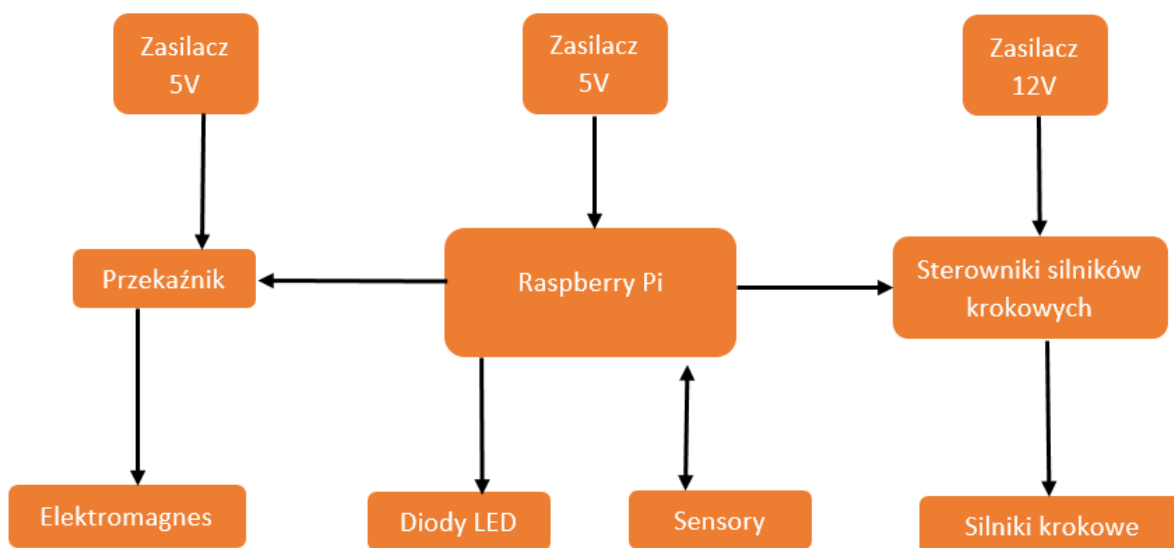 Zasilacz
5V
Zasilacz
5V
Zasilacz
12V
Przekaźnik
Raspberry Pi
Sterowniki silników
krokowych
Elektromagnes
Diody LED
Sensory
Silniki krokowe